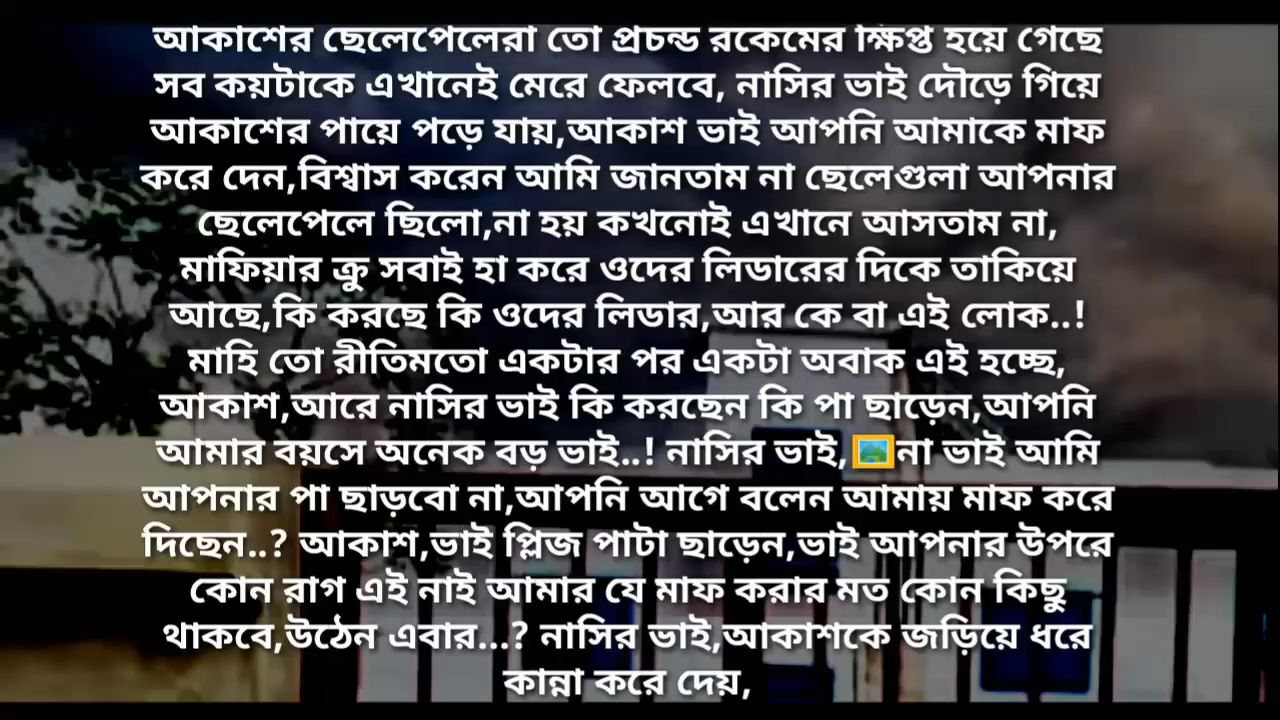 আকাশের ছেলেপেলেরা তো প্রচন্ড রকেমের ক্ষিপ্ত হয়ে গেছে
সব কয়টাকে এখানেই মেরে ফেলবে, নাসির ভাই দৌড়ে গিয়ে
আকাশের পায়ে পড়ে যায়,আকাশ ভাই আপনি আমাকে মাফ
করে দেন,বিশ্বাস করেন আমি জানতাম না ছেলেগুলা আপনার
ছেলেপেলে ছিলো,না হয় কখনোই এখানে আসতাম না,
মাফিয়ার ক্রু সবাই হা করে ওদের লিডারের দিকে তাকিয়ে
আছে,কি করছে কি ওদের লিডার,আর কে বা এই লোক..!
মাহি তো রীতিমতো একটার পর একটা অবাক এই হচ্ছে,
আকাশ,আরে নাসির ভাই কি করছেন কি পা ছাড়েন,আপনি
আমার বয়সে অনেক বড় ভাই..! নাসির ভাই,🖼️না ভাই আমি
আপনার পা ছাড়বো না,আপনি আগে বলেন আমায় মাফ করে
দিছেন..? আকাশ,ভাই প্লিজ পাটা ছাড়েন,ভাই আপনার উপরে
কোন রাগ এই নাই আমার যে মাফ করার মত কোন কিছু
থাকবে,উঠেন এবার...? নাসির ভাই,আকাশকে জড়িয়ে ধরে
কান্না করে দেয়,